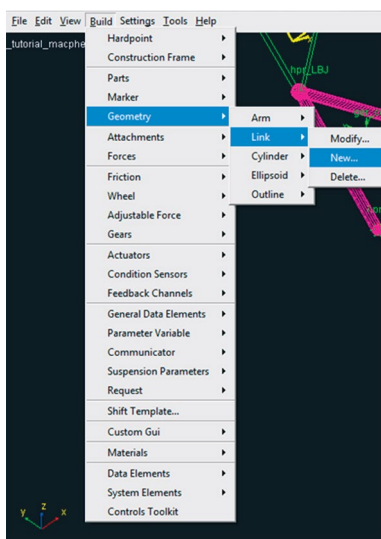 File Edit View Build Settings Tools Help
_tutorial_macphe
Hardpoint
Construction Frame
Parts
Marker
Geometry
Attachments
Forces
Friction
Wheel
Adjustable Force
Gears
Actuators
Condition Sensors
Feedback Channels
General Data Elements
Parameter Variable
Communicator
Suspension Parameters
Request
Shift Template...
Custom Gui
Materials
Data Elements
System Elements
Controls Toolkit
Arm
Link
Cylinder
Ellipsoid
Outline
Modify...
New...
Delete...
hpr_LBJ
y z x